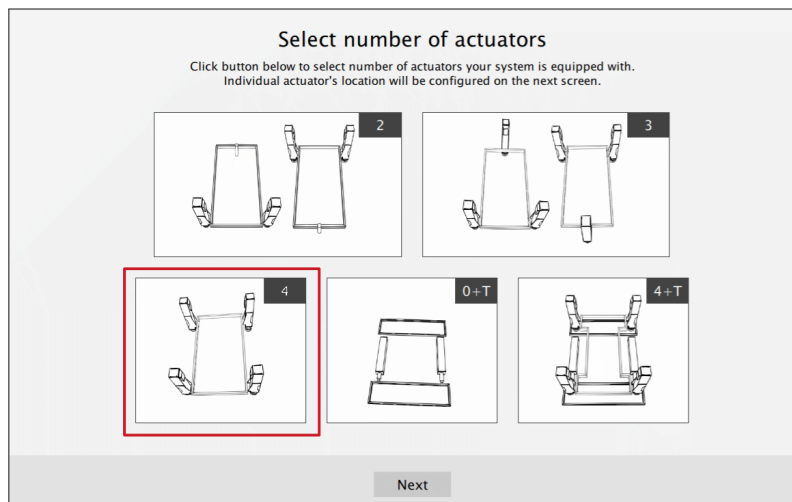 Select number of actuators
Click button below to select number of actuators your system is equipped with.
Individual actuator's location will be configured on the next screen.
2
3
4
0+T
4+T
Next